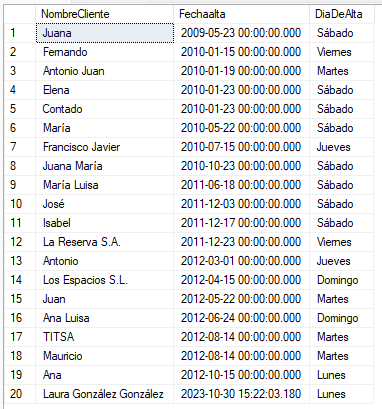 NombreCliente Fechaalta DiaDeAlta
1 Juana 2009-05-23 00:00:00.000 Sábado
2 Fernando 2010-01-15 00:00:00.000 Viernes
3 Antonio Juan 2010-01-19 00:00:00.000 Martes
4 Elena 2010-01-23 00:00:00.000 Sábado
5 Contado 2010-01-23 00:00:00.000 Sábado
6 María 2010-05-22 00:00:00.000 Sábado
7 Francisco Javier 2010-07-15 00:00:00.000 Jueves
8 Juana María 2010-10-23 00:00:00.000 Sábado
9 María Luisa 2011-06-18 00:00:00.000 Sábado
10 José 2011-12-03 00:00:00.000 Sábado
11 Isabel 2011-12-17 00:00:00.000 Sábado
12 La Reserva S.A. 2011-12-23 00:00:00.000 Viernes
13 Antonio 2012-03-01 00:00:00.000 Jueves
14 Los Espacios S.L. 2012-04-15 00:00:00.000 Domingo
15 Juan 2012-05-22 00:00:00.000 Martes
16 Ana Luisa 2012-06-24 00:00:00.000 Domingo
17 TITSA 2012-08-14 00:00:00.000 Martes
18 Mauricio 2012-08-14 00:00:00.000 Martes
19 Ana 2012-10-15 00:00:00.000 Lunes
20 Laura González González 2023-10-30 15:22:03.180 Lunes